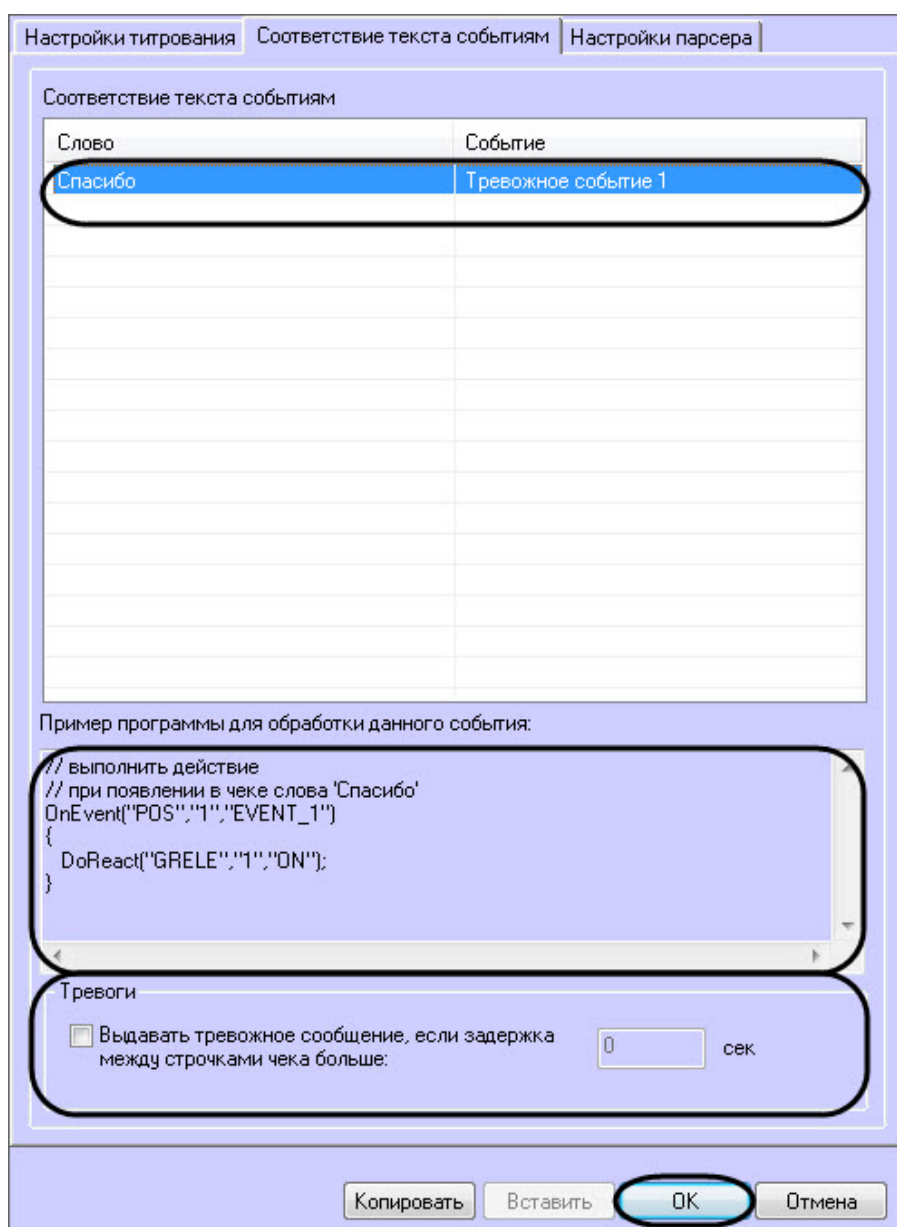 Настройки титрования Соответствие текста событиям Настройки парсера
Соответствие текста событиям
Слово Событие
Спасибо Тревожное событие 1
Пример программы для обработки данного события:
// выполнить действие
// при появлении в чеке слова 'Спасибо'
OnEvent("POS","1","EVENT_1")
{
DoReact("GRELE","1","ON");
}
Тревоги
Выдавать тревожное сообщение, если задержка
между строчками чека больше: 0 сек
Копировать Вставить OK Отмена